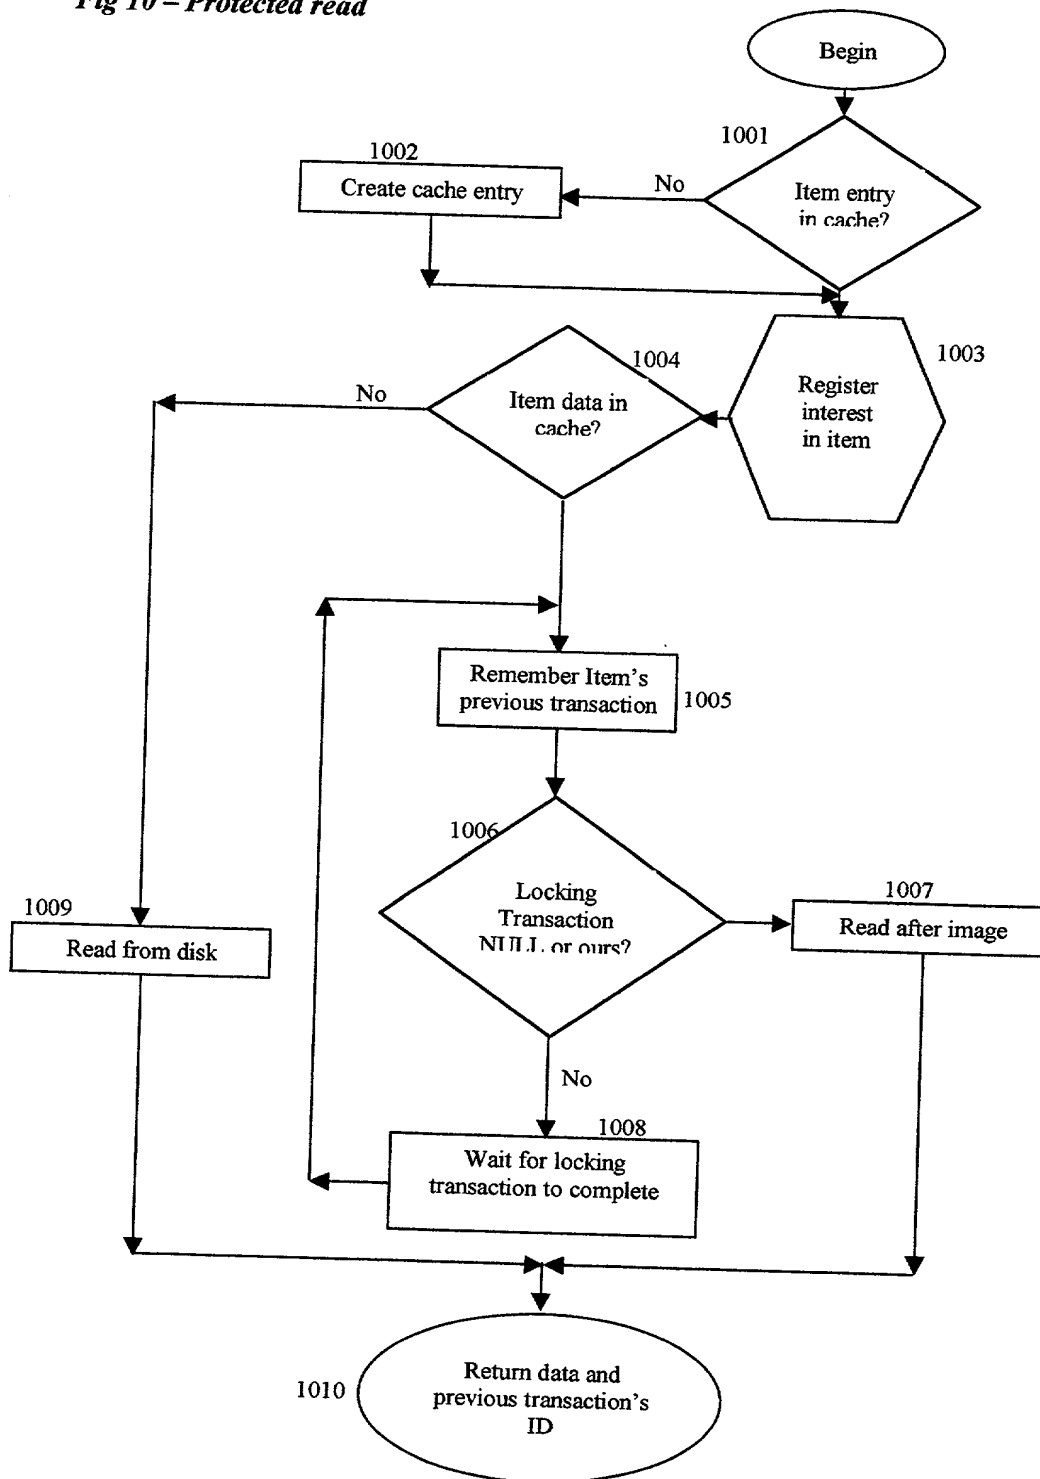 Fig 10 – Protected read
Begin
1001
Item entry
in cache?
No
1002
Create cache entry
1003
Register
interest
in item
1004
Item data in
cache?
No
Remember Item's
previous transaction
1005
1006
Locking
Transaction
NULL or ours?
1007
Read after image
1009
Read from disk
No
1008
Wait for locking
transaction to complete
1010
Return data and
previous transaction's
ID